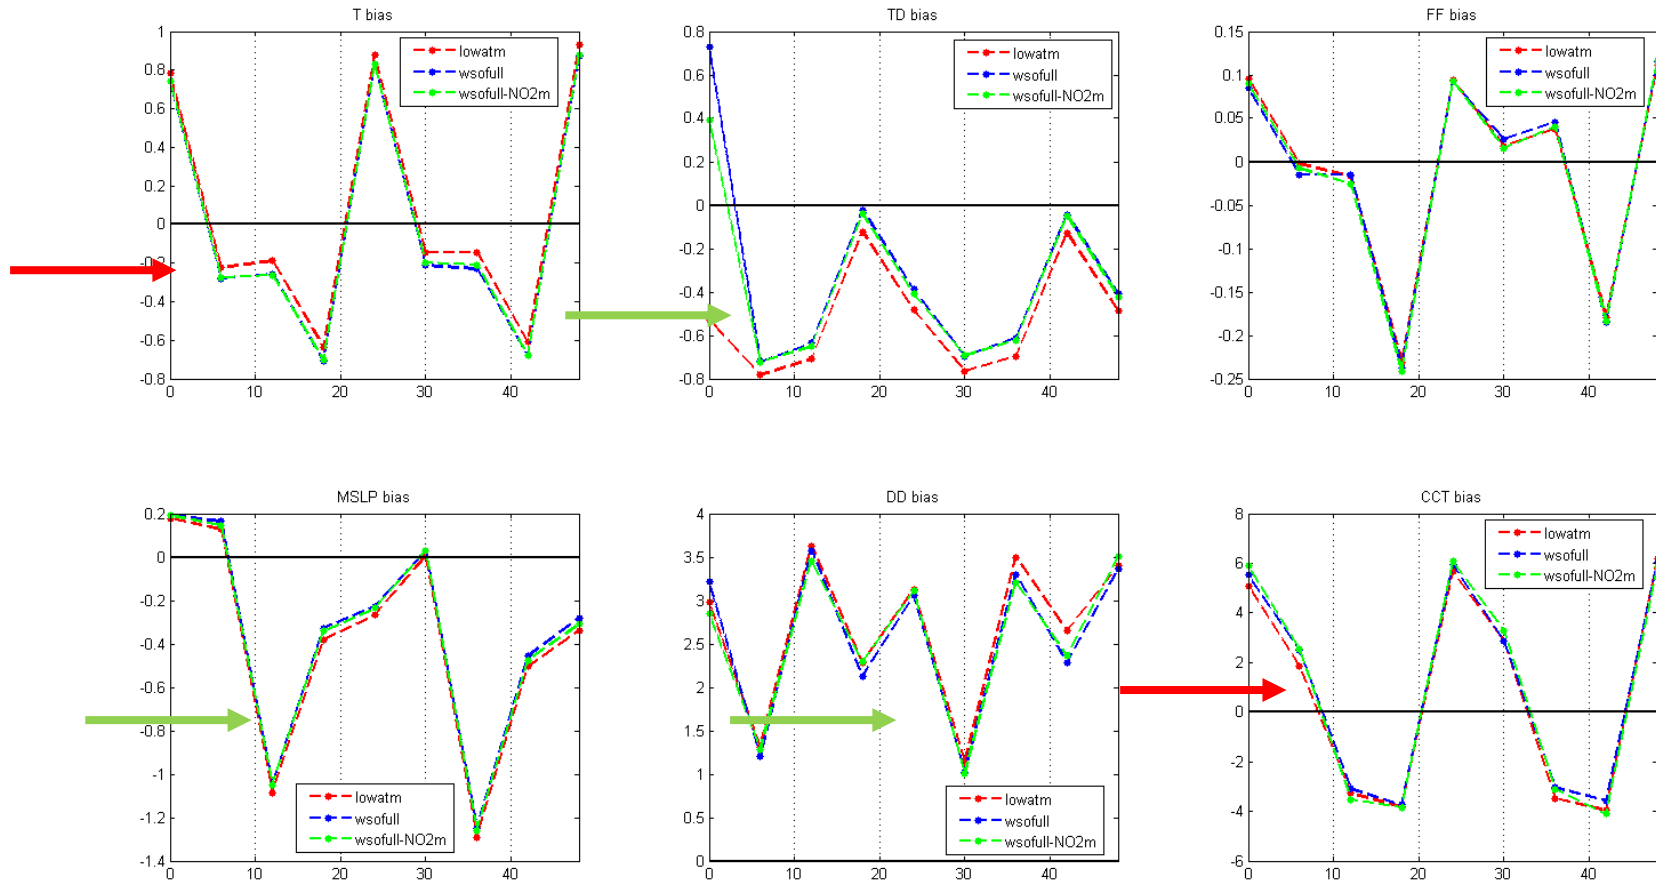 T bias
1
0.8
0.6
0.4
0.2
0
-0.2
-0.4
-0.6
-0.8
0 10 20 30 40
lowatm
wsofull
wsofull-NO2m
TD bias
0.8
0.6
0.4
0.2
0
-0.2
-0.4
-0.6
-0.8
0 10 20 30 40
lowatm
wsofull
wsofull-NO2m
FF bias
0.15
0.1
0.05
0
-0.05
-0.1
-0.15
-0.2
-0.25
0 10 20 30 40
lowatm
wsofull
wsofull-NO2m
MSLP bias
0.2
0
-0.2
-0.4
-0.6
-0.8
-1
-1.2
-1.4
0 10 20 30 40
lowatm
wsofull
wsofull-NO2m
DD bias
4
3.5
3
2.5
2
1.5
1
0.5
0
0 10 20 30 40
lowatm
wsofull
wsofull-NO2m
CCT bias
8
6
4
2
0
-2
-4
-6
0 10 20 30 40
lowatm
wsofull
wsofull-NO2m